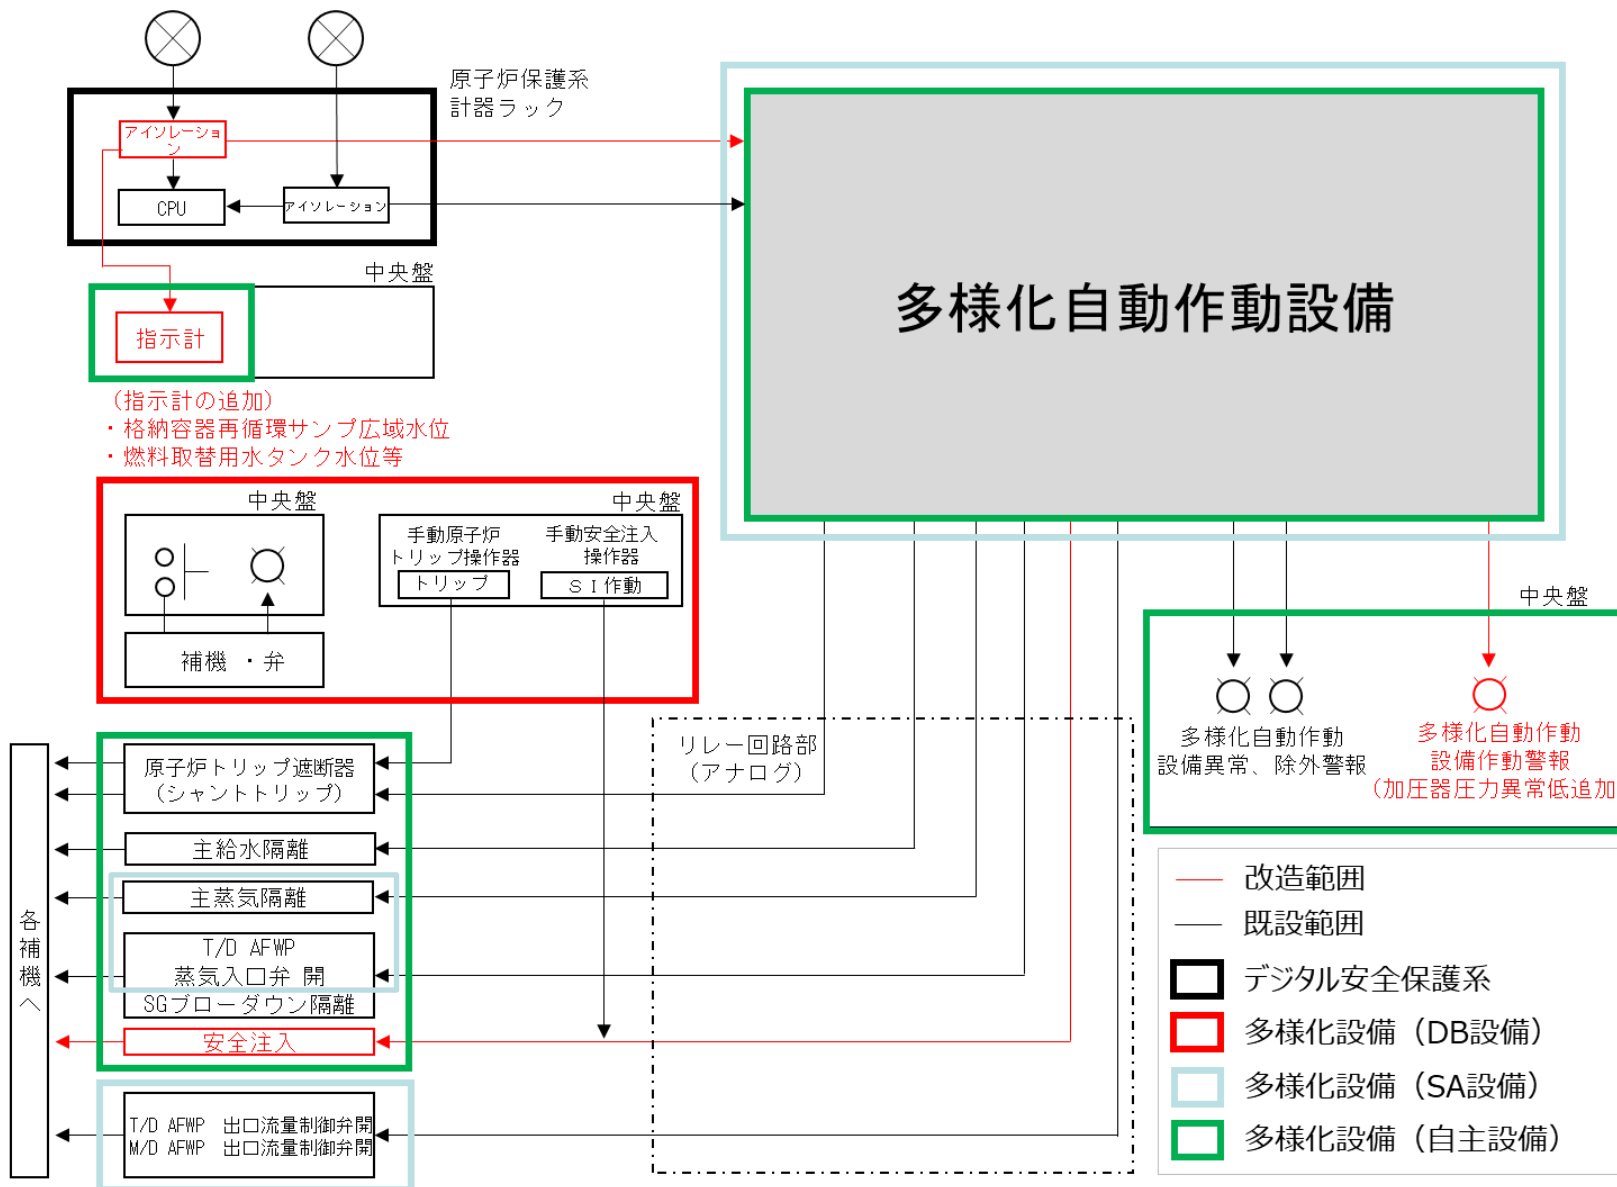 原子炉保護系
計器ラック
アイソレーショ
ン
CPU
アイソレーション
多様化自動作動設備
中央盤
指示計
(指示計の追加)
・格納容器再循環サンプ広域水位
・燃料取替用水タンク水位等
中央盤
中央盤
手動原子炉
トリップ操作器
トリップ
手動安全注入
操作器
ＳＩ作動
補機 ・弁
中央盤
多様化自動作動
設備異常、除外警報
多様化自動作動
設備作動警報
(加圧器圧力異常低追加
リレー回路部
(アナログ)
各補機へ
原子炉トリップ遮断器
(シャントトリップ)
主給水隔離
主蒸気隔離
T/D AFWP
蒸気入口弁 開
SGブローダウン隔離
安全注入
T/D AFWP 出口流量制御弁開
M/D AFWP 出口流量制御弁開
改造範囲
既設範囲
デジタル安全保護系
多様化設備（DB設備）
多様化設備（SA設備）
多様化設備（自主設備）